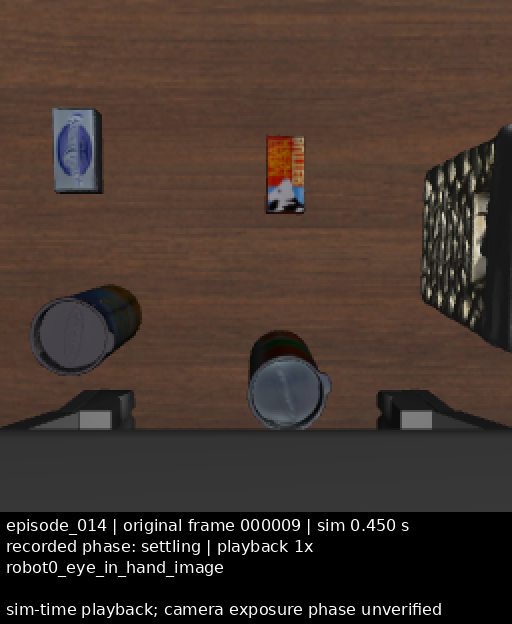 episode_014 | original frame 000009 | sim 0.450 s
recorded phase: settling | playback 1x
robot0_eye_in_hand_image
sim-time playback; camera exposure phase unverified